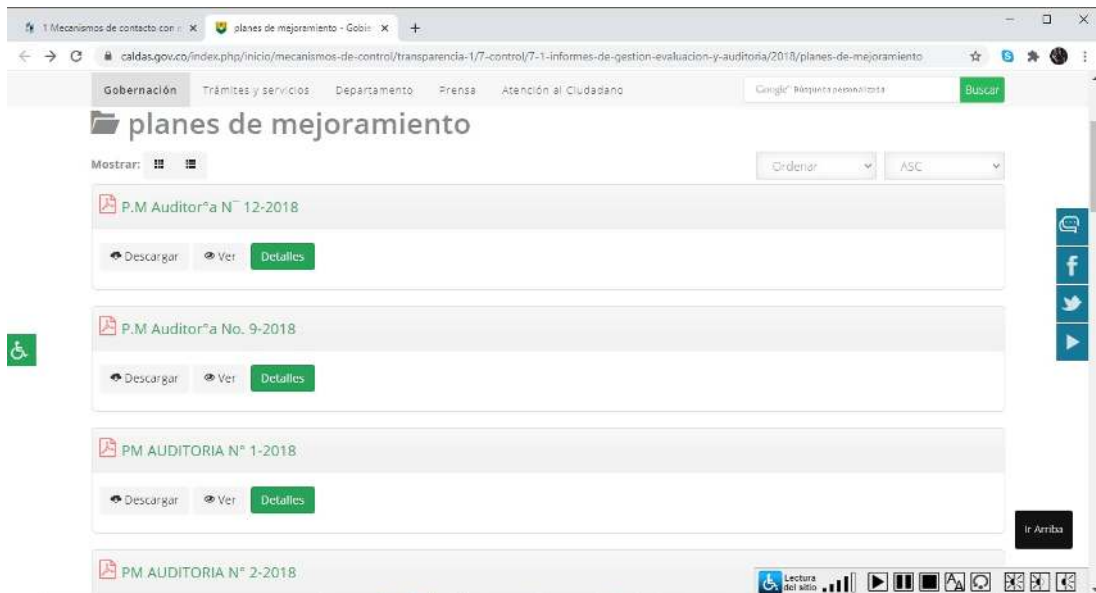 1 Mecanismos de contacto con
planes de mejoramiento - Gobie
caldas.gov.co/index.php/inicio/mecanismos-de-control/transparencia-1/7-control/7-1-informes-de-gestion-evaluacion-y-auditoria/2018/planes-de-mejoramiento
Gobernación Trámites y servicios Departamento Prensa Atención al Ciudadano Google Búsqueda personalizada Buscar
planes de mejoramiento
Mostrar: Ordenar ASC
P.M Auditor°a N¯ 12-2018
Descargar Ver Detalles
P.M Auditor°a No. 9-2018
Descargar Ver Detalles
PM AUDITORIA N° 1-2018
Descargar Ver Detalles
Ir Arriba
PM AUDITORIA N° 2-2018
Lectura
del sitio